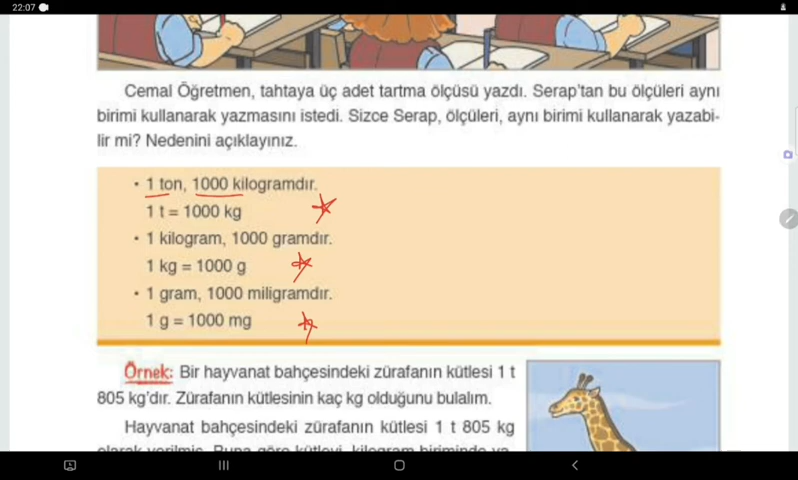 22:07
Cemal Öğretmen, tahtaya üç adet tartma ölçüsü yazdı. Serap'tan bu ölçüleri aynı
birimi kullanarak yazmasını istedi. Sizce Serap, ölçüleri, aynı birimi kullanarak yazabi-
lir mi? Nedenini açıklayınız.
• 1 ton, 1000 kilogramdır.
1 t = 1000 kg
• 1 kilogram, 1000 gramdır.
1 kg = 1000 g
• 1 gram, 1000 miligramdır.
1 g = 1000 mg
Örnek: Bir hayvanat bahçesindeki zürafanın kütlesi 1 t
805 kg'dır. Zürafanın kütlesinin kaç kg olduğunu bulalım.
Hayvanat bahçesindeki zürafanın kütlesi 1 t 805 kg